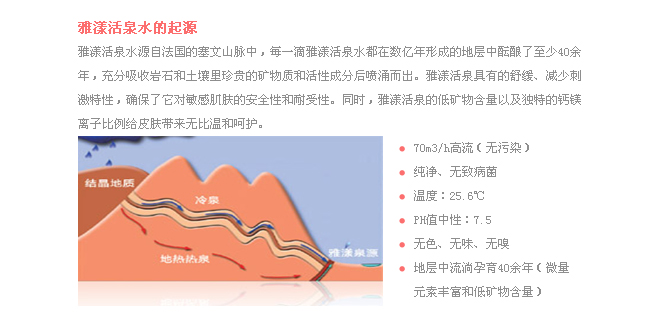 雅漾活泉水的起源
雅漾活泉水源自法国的塞文山脉中，每一滴雅漾活泉水都在数亿年形成的地层中酝酿了至少40余
年，充分吸收岩石和土壤里珍贵的矿物质和活性成分后喷涌而出。雅漾活泉具有的舒缓、减少刺
激特性，确保了它对敏感肌肤的安全性和耐受性。同时，雅漾活泉的低矿物含量以及独特的钙镁
离子比例给皮肤带来无比温和呵护。
结晶地质
冷泉
地热热泉
雅漾泉源
70m3/h高流（无污染）
纯净、无致病菌
温度：25.6℃
PH值中性：7.5
无色、无味、无嗅
地层中流淌孕育40余年（微量
元素丰富和低矿物含量）